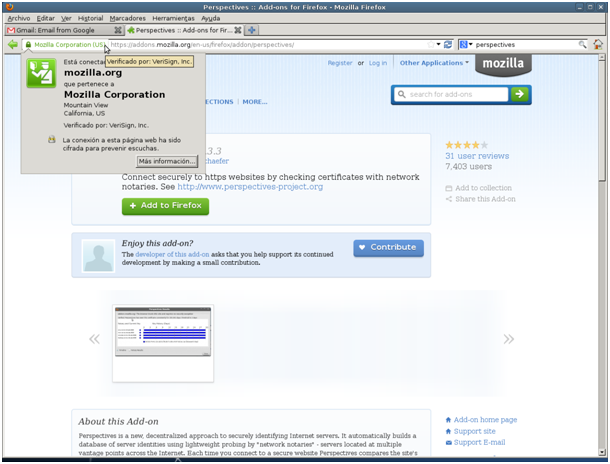 Perspectives :: Add-ons for Firefox - Mozilla Firefox
Archivo Editar Ver Historial Marcadores Herramientas Ayuda
Gmail: Email from Google
Perspectives :: Add-ons for Fir...
Mozilla Corporation (US)
https://addons.mozilla.org/en-us/firefox/addon/perspectives/
perspectives
Verificado por: VeriSign, Inc.
Está conectad
mozilla.org
que pertenece a
Mozilla Corporation
Mountain View
California, US
Verificado por: VeriSign, Inc.
La conexión a esta página web ha sido
cifrada para prevenir escuchas.
Más información...
Register or Log in Other Applications
mozilla
search for add-ons
CTIONS | MORE...
3.3
chaefer
Connect securely to https websites by checking certificates with network
notaries. See http://www.perspectives-project.org
Add to Firefox
31 user reviews
7,403 users
Add to collection
Share this Add-on
Enjoy this add-on?
The developer of this add-on asks that you help support its continued
development by making a small contribution.
Contribute
About this Add-on
Perspectives is a new, decentralized approach to securely identifying Internet servers. It automatically builds a
database of server identities using lightweight probing by "network notaries" - servers located at multiple
vantage points across the Internet. Each time you connect to a secure website Perspectives compares the site's
Add-on home page
Support site
Support E-mail